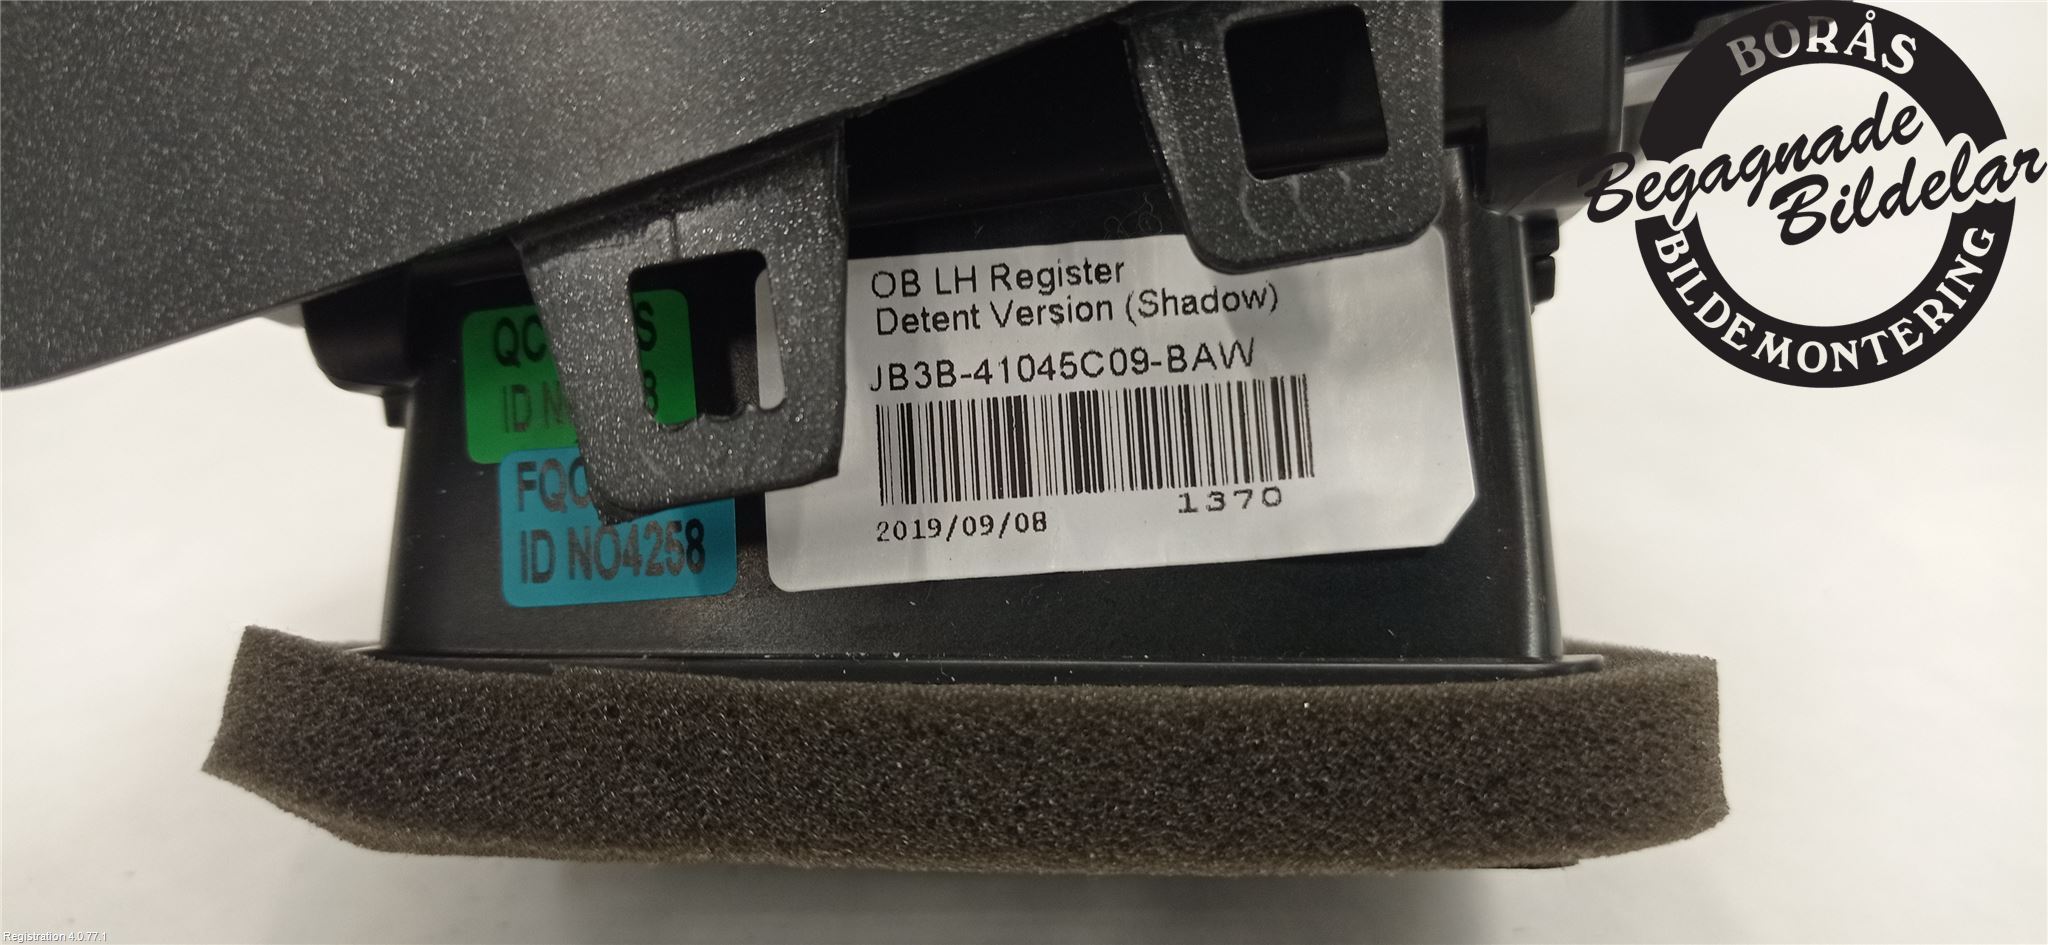 BORÅS
Begagnade
Bildelar
BILDEMONTERING
OB LH Register
Detent Version (Shadow)
JB3B-41045C09-BAW
1370
2019/09/08
ID NO4258
Registration 4.0.77.1